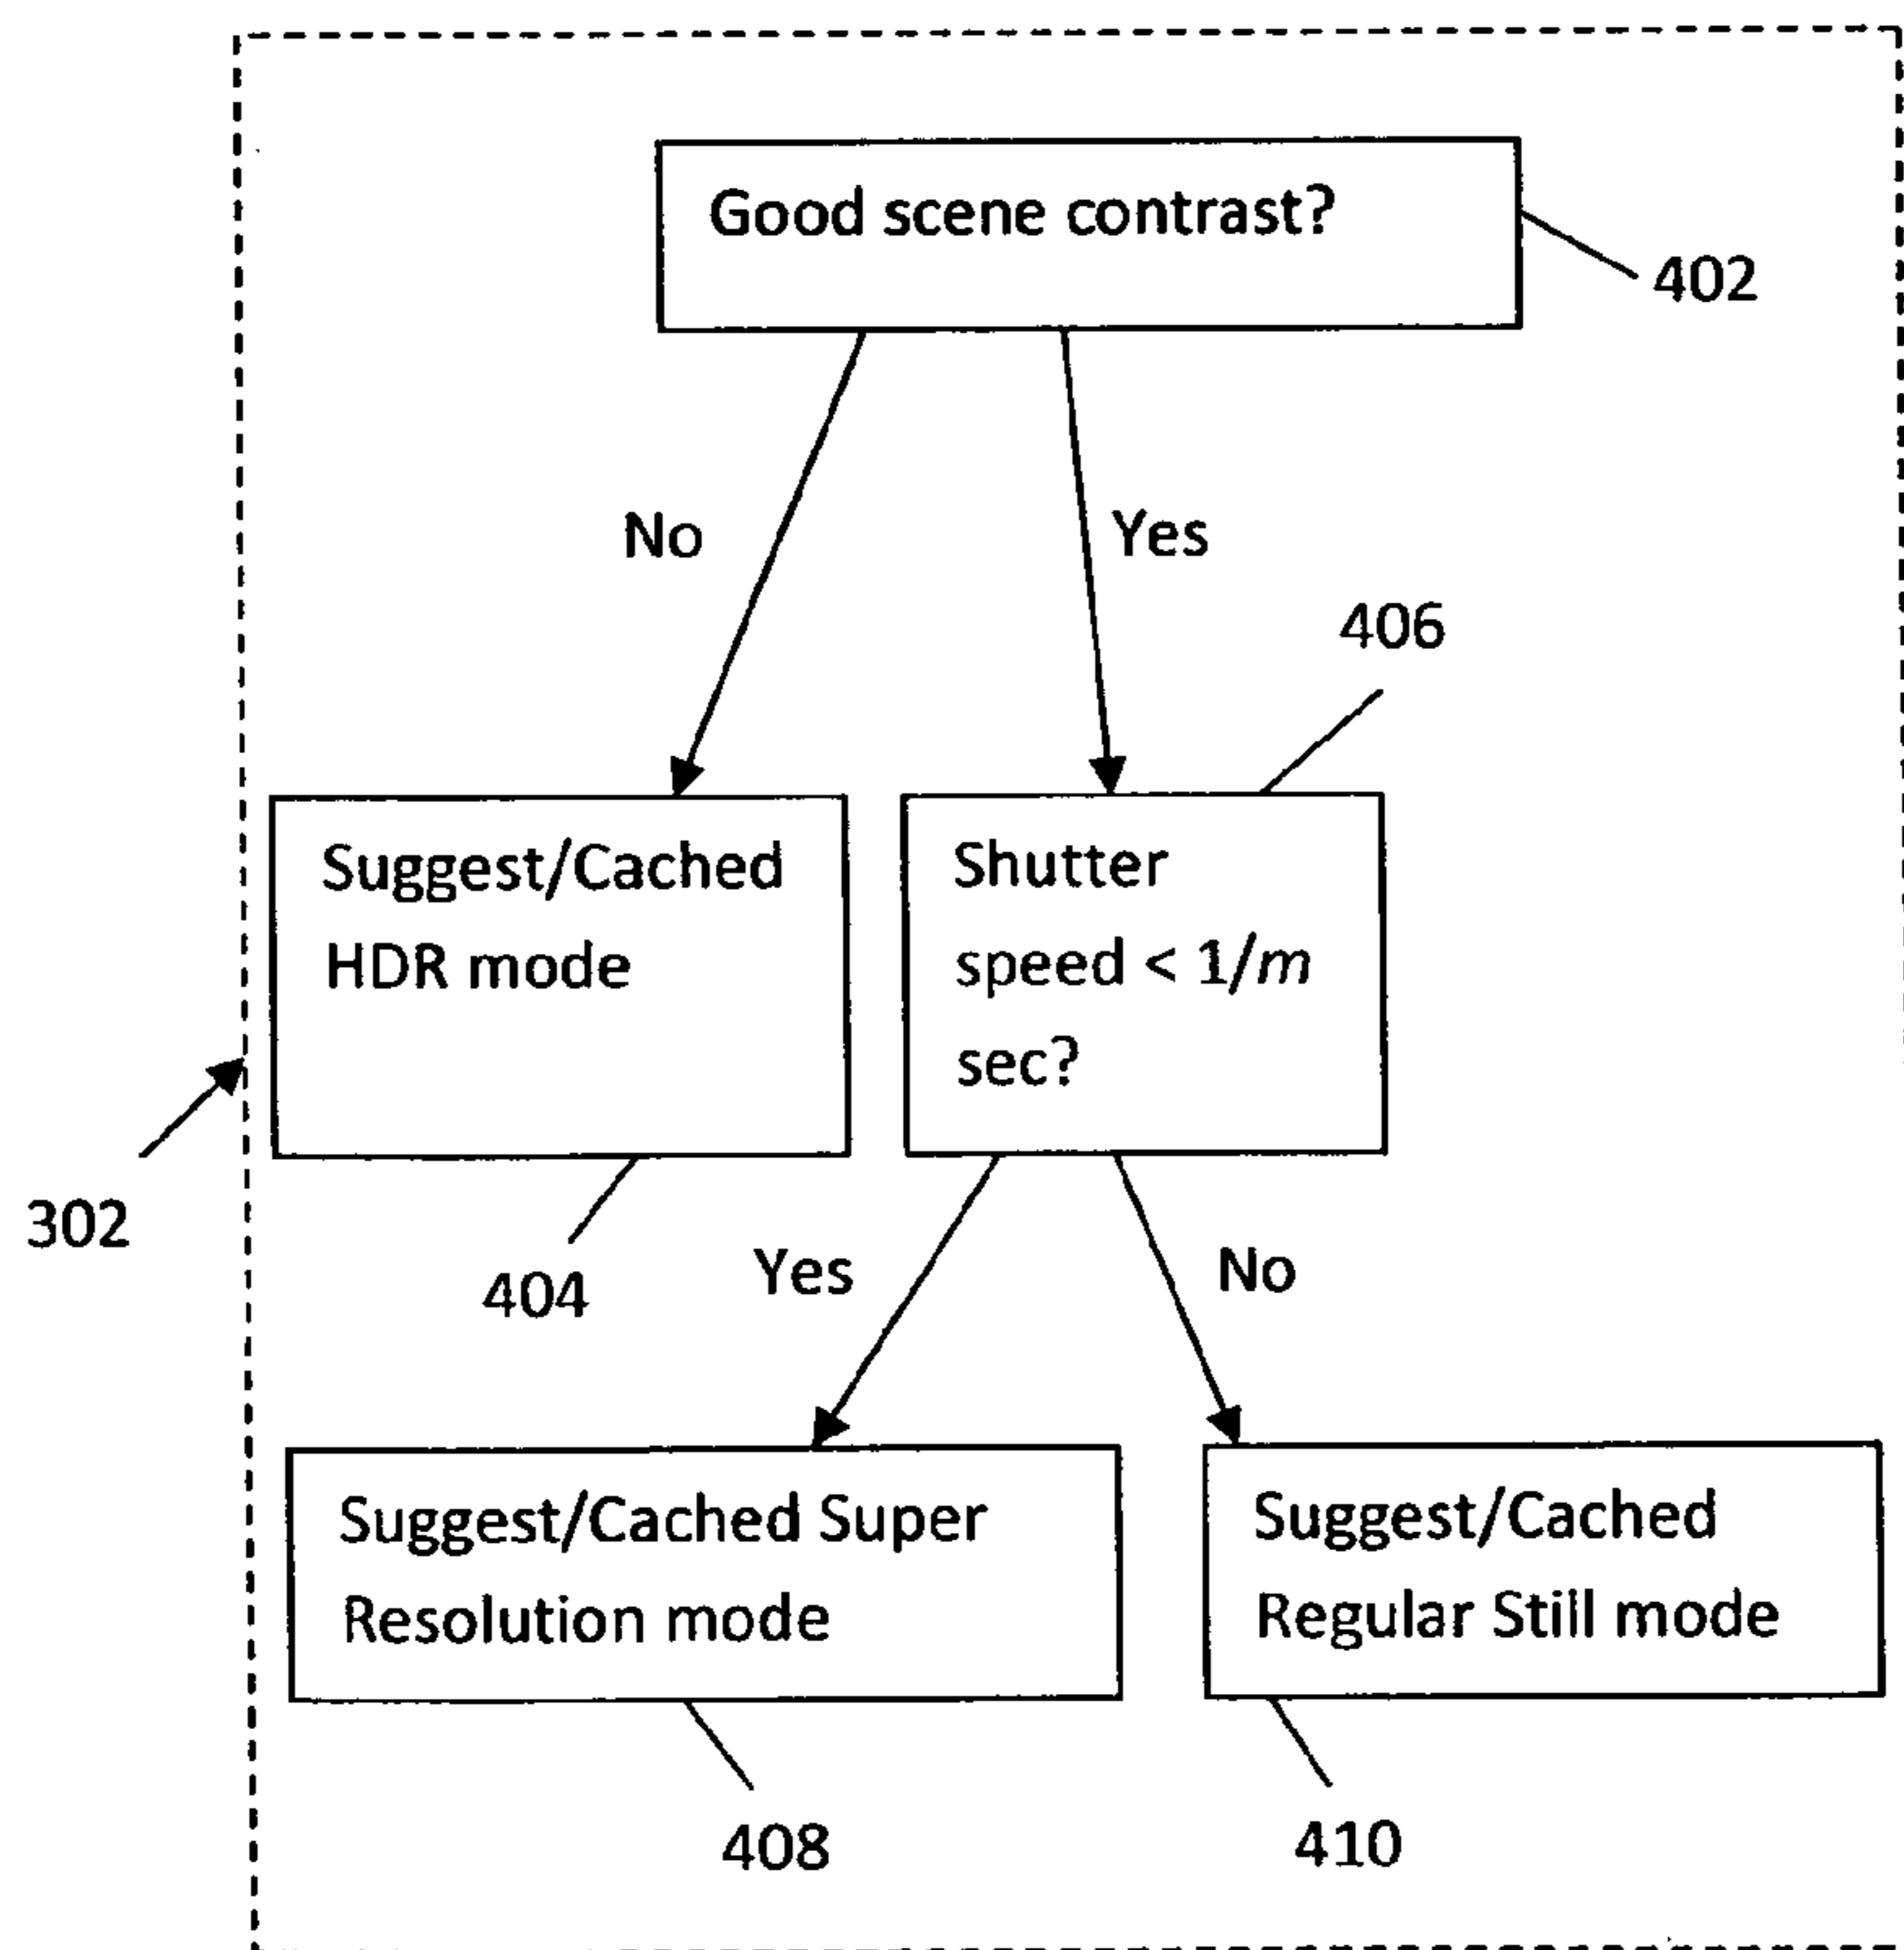 Good scene contrast?
402
No
Yes
406
Suggest/Cached
HDR mode
Shutter
speed < 1/m
sec?
302
404
Yes
No
Suggest/Cached Super
Resolution mode
Suggest/Cached
Regular Still mode
408
410